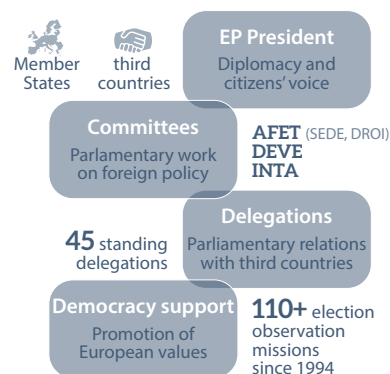 Member
States
third
countries
EP President
Diplomacy and
citizens' voice
Committees
Parlamentary work
on foreign policy
AFET (SEDE, DROI)
DEVE
INTA
45 standing
delegations
Delegations
Parliamentary relations
with third countries
Democracy support
Promotion of
European values
110+ election
observation
missions
since 1994